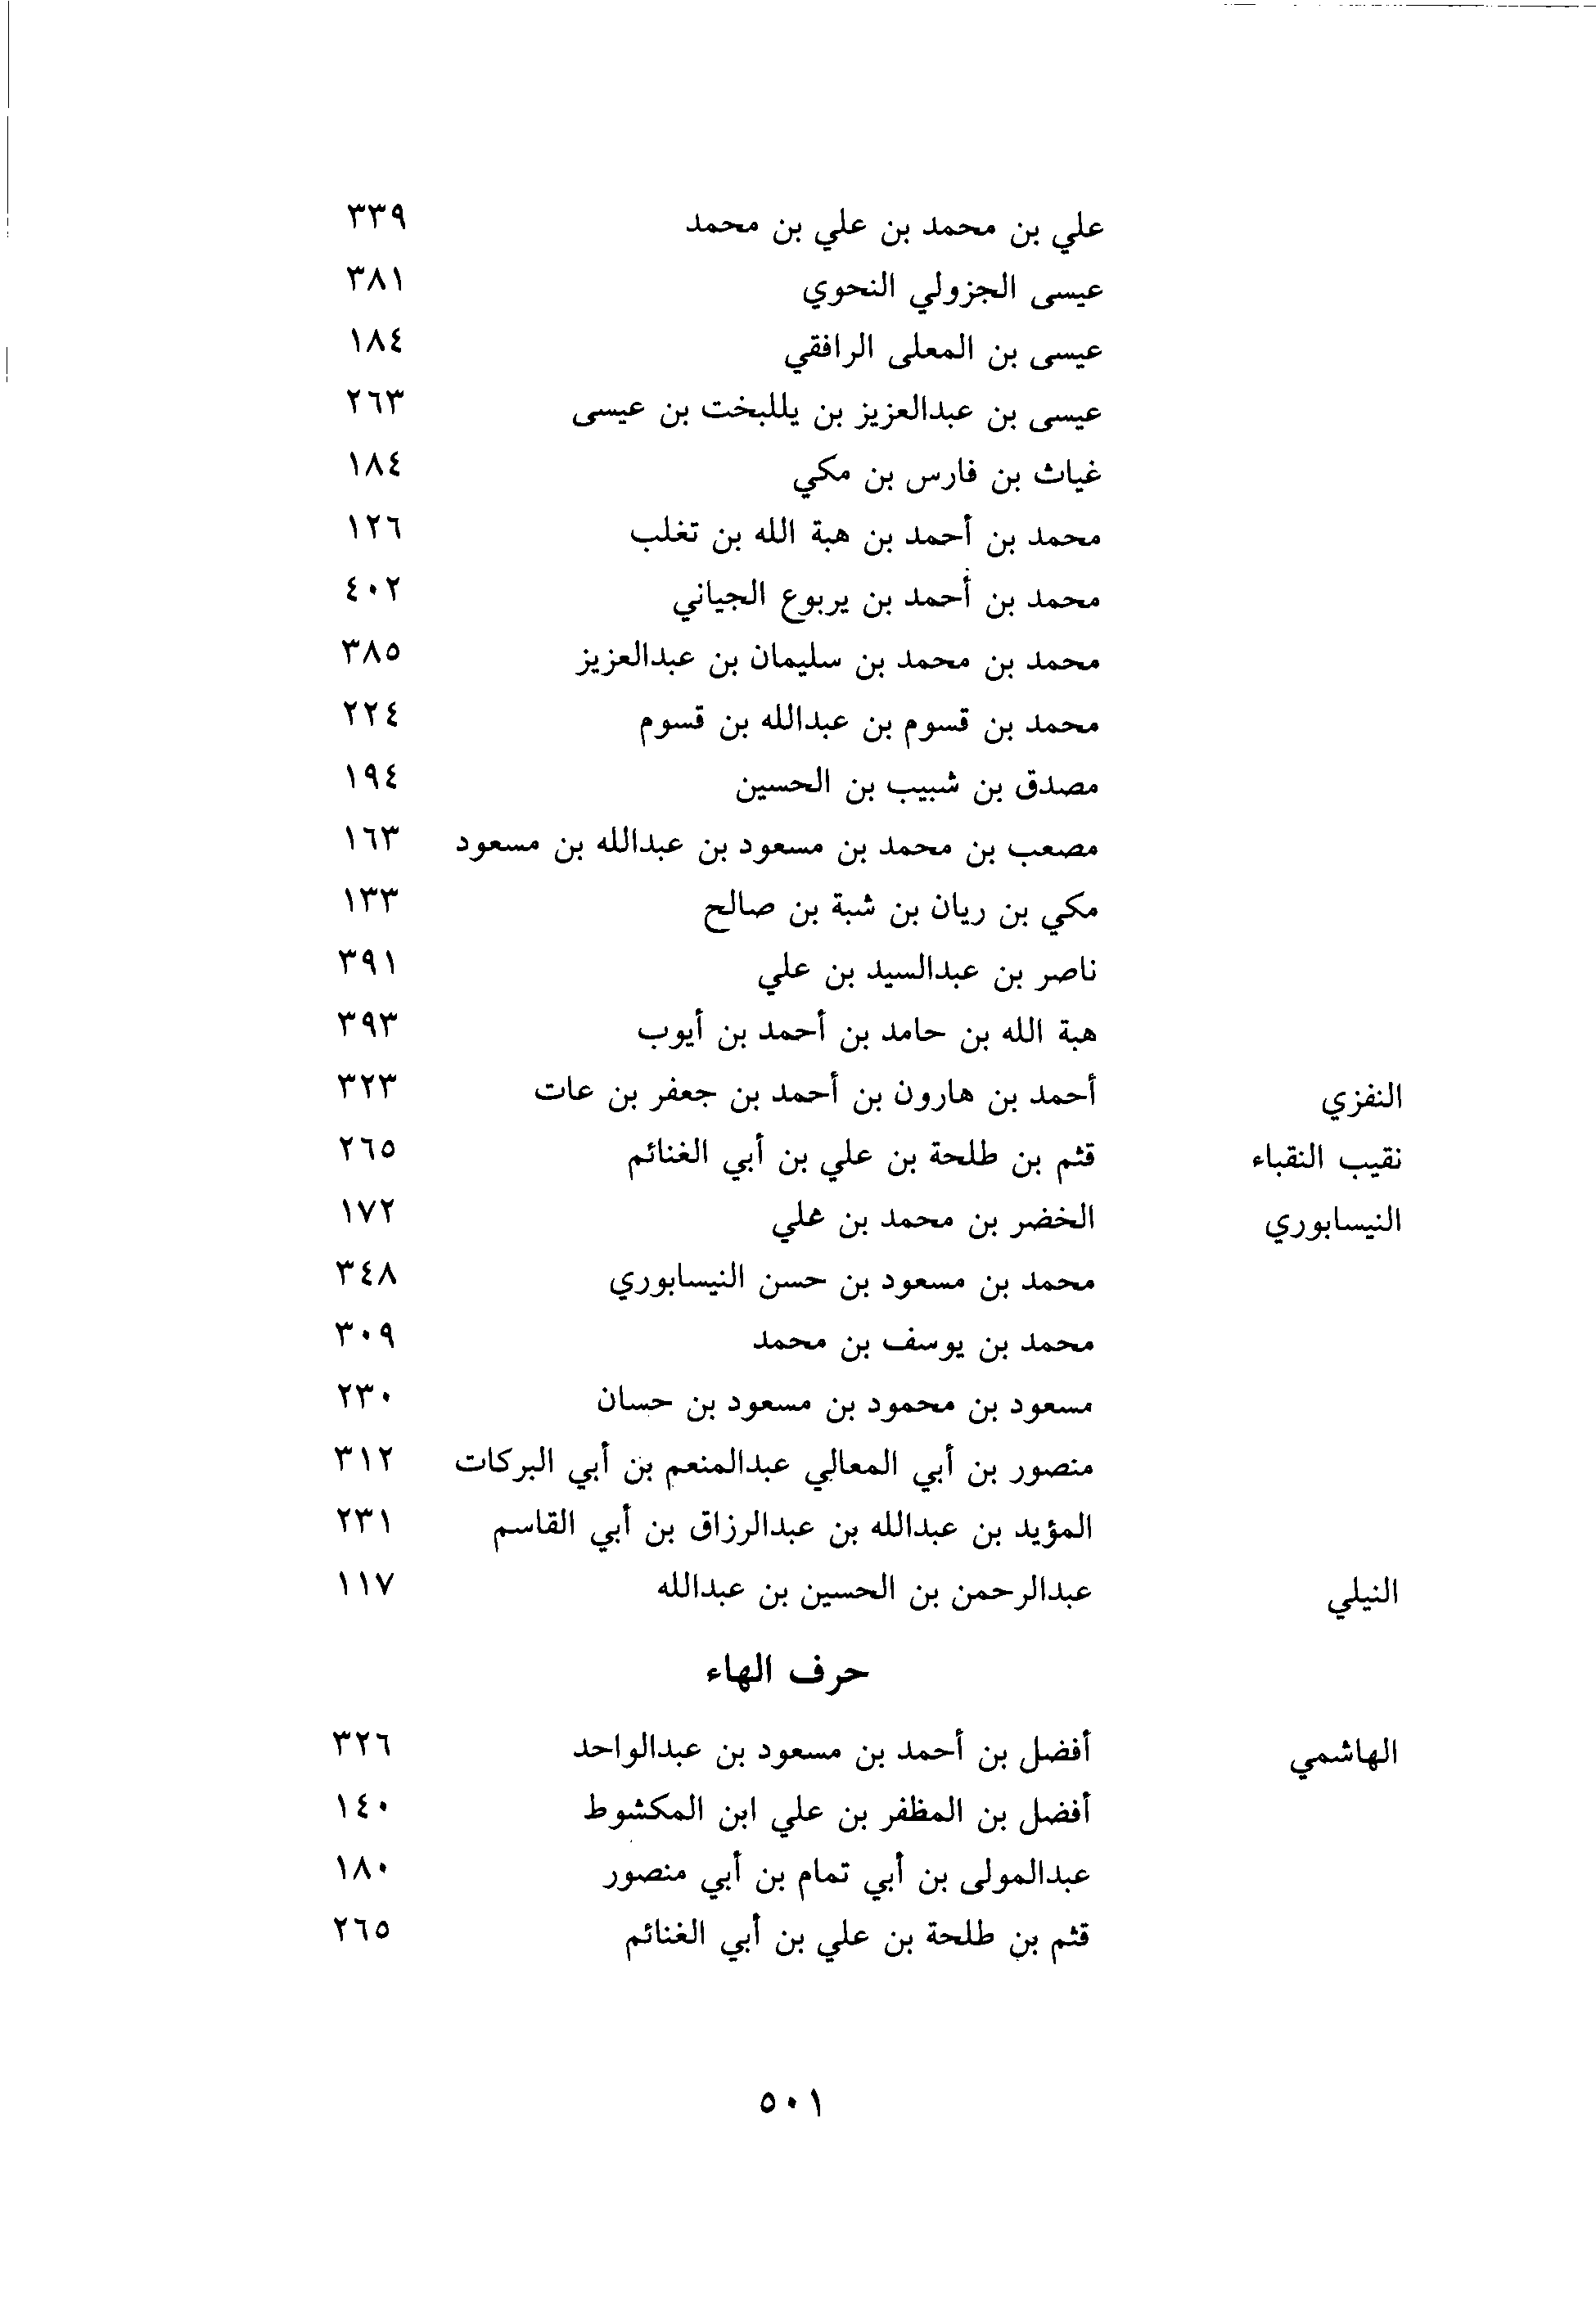 علي بن محمد بن علي بن محمد ٣٣٩
عيسى الجزولي النحوي ٣٨١
عيسى بن المعلى الرافقي ١٨٤
عيسى بن عبدالعزيز بن يللبخت بن عيسى ٢٦٣
غياث بن فارس بن مكي ١٨٤
محمد بن أحمد بن هبة الله بن تغلب ١٢٦
محمد بن أحمد بن يربوع الجياني ٤٠٢
محمد بن محمد بن سليمان بن عبدالعزيز ٣٨٥
محمد بن قسوم بن عبدالله بن قسوم ٢٢٤
مصدق بن شبيب بن الحسين ١٩٤
مصعب بن محمد بن مسعود بن عبدالله بن مسعود ١٦٣
مكي بن ريان بن شبة بن صالح ١٣٣
ناصر بن عبدالسيد بن علي ٣٩١
هبة الله بن حامد بن أحمد بن أيوب ٣٩٣
النفزي أحمد بن هارون بن أحمد بن جعفر بن عات ٣٢٣
نقيب النقباء قثم بن طلحة بن علي بن أبي الغنائم ٢٦٥
النيسابوري الخضر بن محمد بن علي ١٧٢
محمد بن مسعود بن حسن النيسابوري ٣٤٨
محمد بن يوسف بن محمد ٣٠٩
مسعود بن محمود بن مسعود بن حسان ٢٣٠
منصور بن أبي المعالي عبدالمنعم بن أبي البركات ٣١٢
المؤيد بن عبدالله بن عبدالرزاق بن أبي القاسم ٢٣١
النيلي عبدالرحمن بن الحسين بن عبدالله ١١٧
حرف الهاء
الهاشمي أفضل بن أحمد بن مسعود بن عبدالواحد ٣٢٦
أفضل بن المظفر بن علي ابن المكشوط ١٤٠
عبدالمولى بن أبي تمام بن أبي منصور ١٨٠
قثم بن طلحة بن علي بن أبي الغنائم ٢٦٥
٥٠١